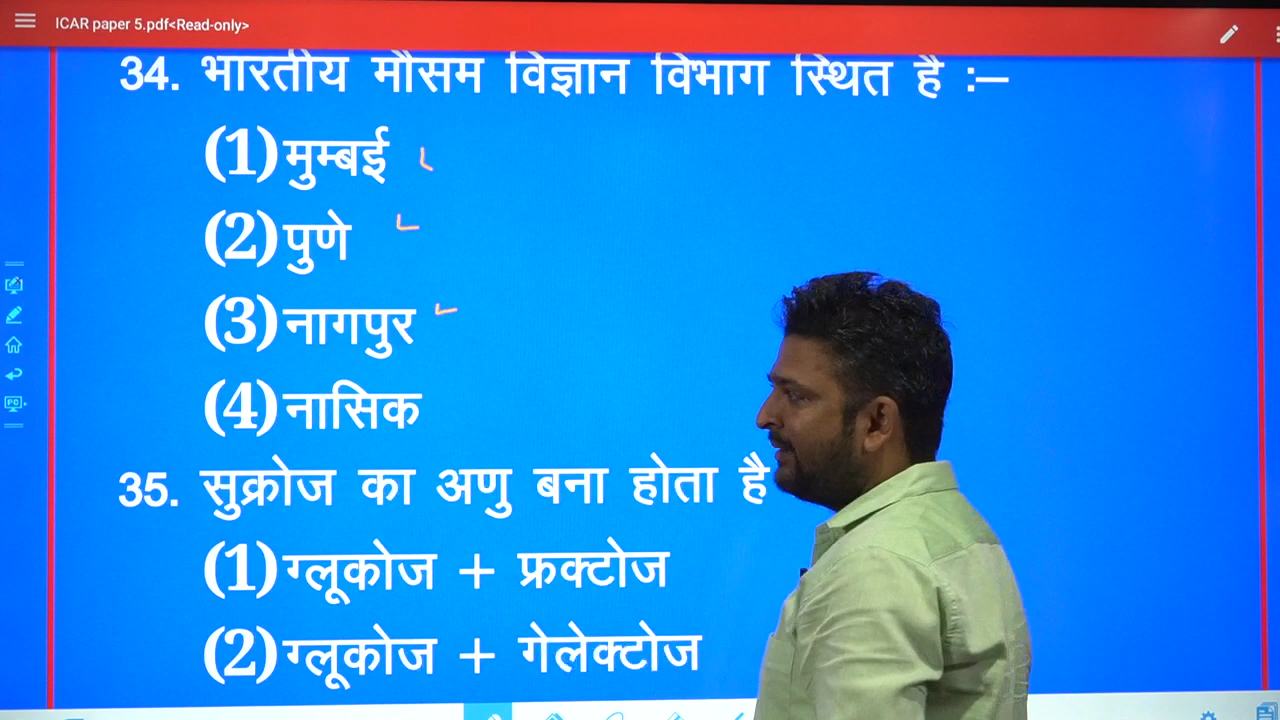 ICAR paper 5.pdf<Read-only>
34. भारतीय मौसम विज्ञान विभाग स्थित है :–
(1) मुम्बई
(2) पुणे
(3) नागपुर
(4) नासिक
35. सुक्रोज का अणु बना होता है
(1) ग्लूकोज + फ्रक्टोज
(2) ग्लूकोज + गेलेक्टोज